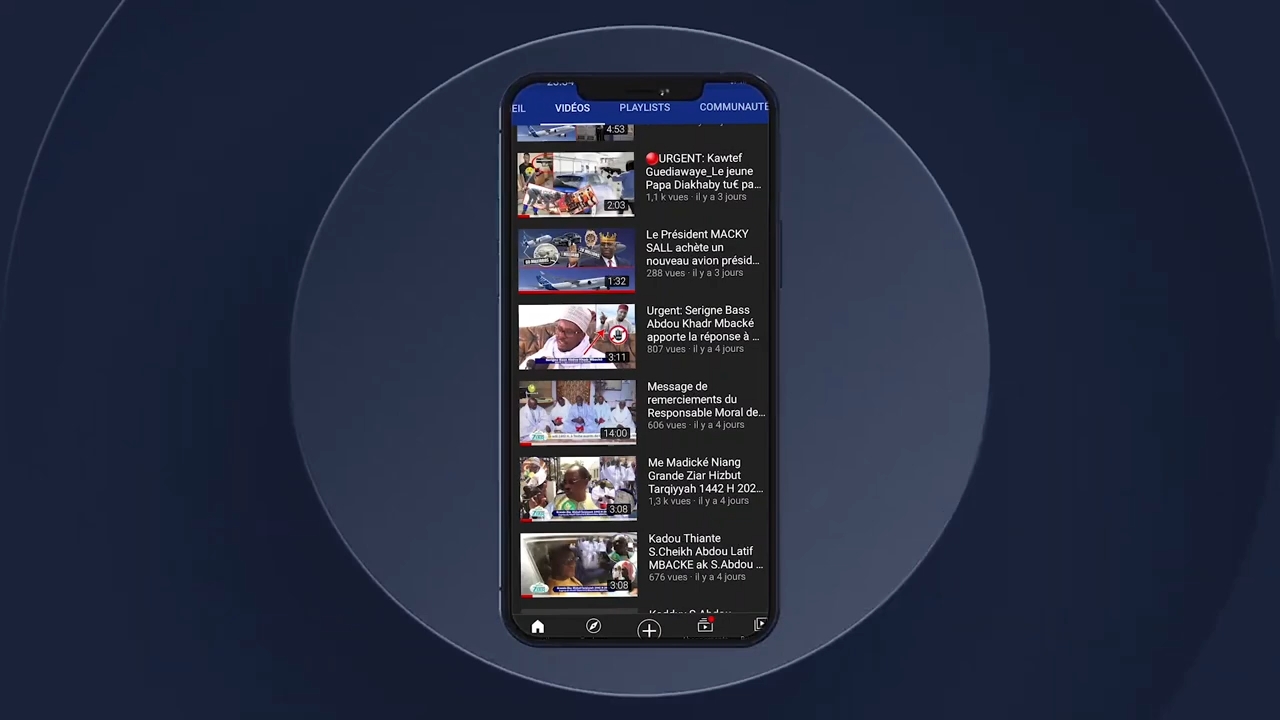 EIL VIDÉOS PLAYLISTS COMMUNAUTÉ
4:53
URGENT: Kawtef
Guediawaye_Le jeune
Papa Diakhaby tu€ pa...
1,1 k vues · il y a 3 jours
2:03
Le Président MACKY
SALL achète un
nouveau avion présid...
288 vues · il y a 3 jours
1:32
Urgent: Serigne Bass
Abdou Khadr Mbacké
apporte la réponse à ...
807 vues · il y a 4 jours
3:11
Message de
remerciements du
Responsable Moral de...
606 vues · il y a 4 jours
14:00
Me Madické Niang
Grande Ziar Hizbut
Tarqiyyah 1442 H 202...
1,3 k vues · il y a 4 jours
3:08
Kadou Thiante
S.Cheikh Abdou Latif
MBACKE ak S.Abdou ...
676 vues · il y a 4 jours
3:08